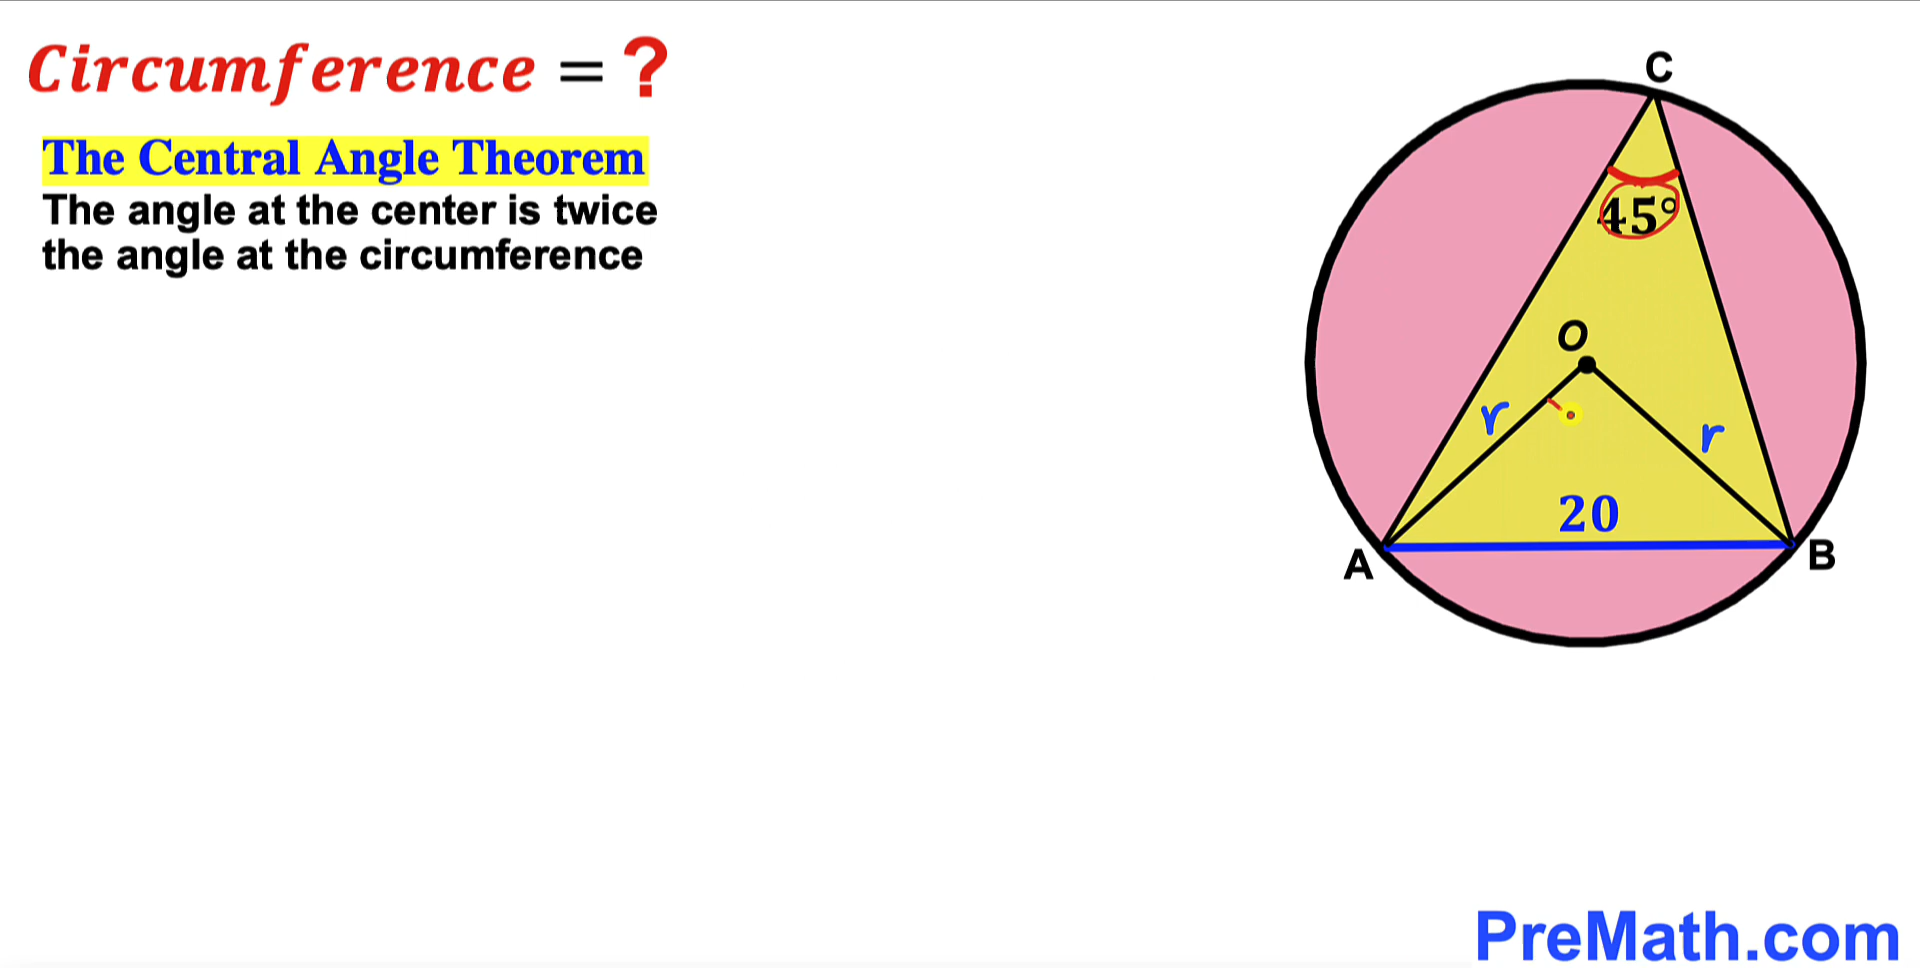 Circumference = ?
The Central Angle Theorem
The angle at the center is twice
the angle at the circumference
C
45°
O
r
r
20
A
B
PreMath.com